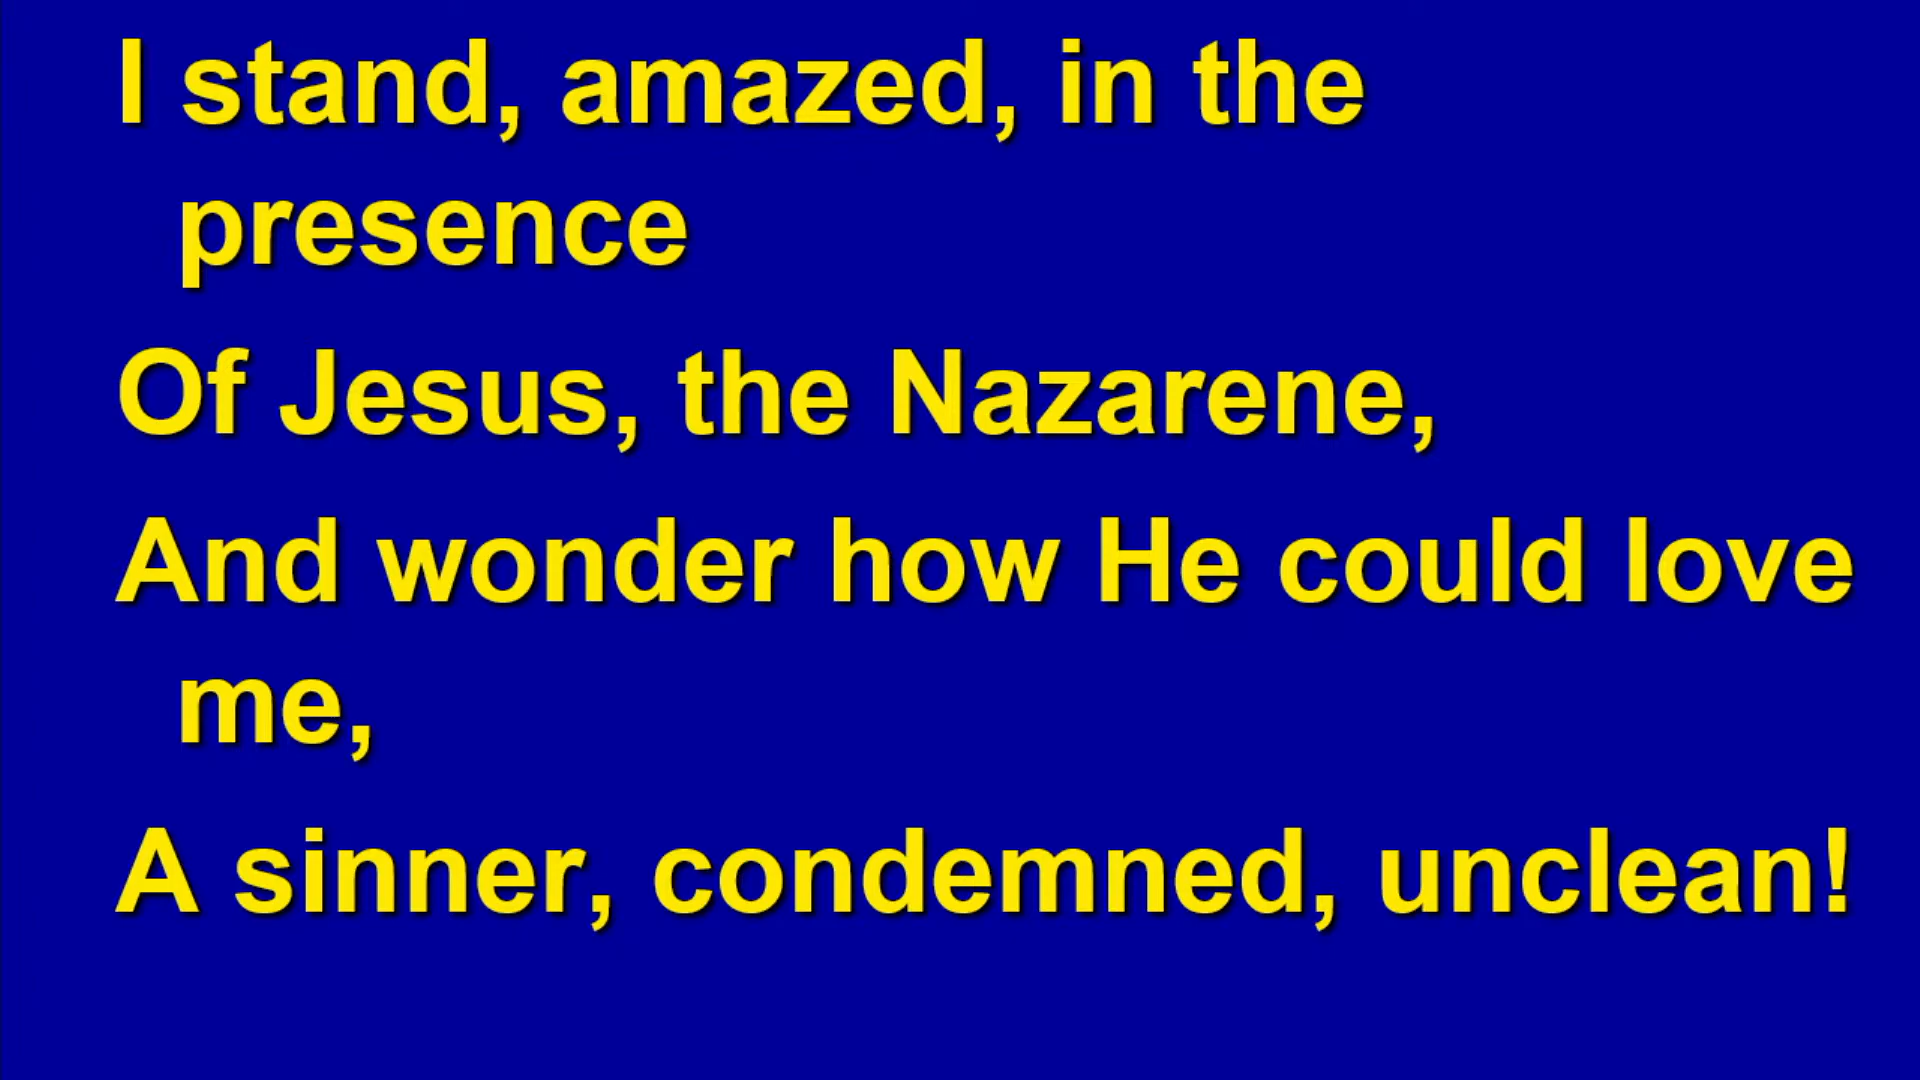 I stand, amazed, in the
presence
Of Jesus, the Nazarene,
And wonder how He could love
me,
A sinner, condemned, unclean!